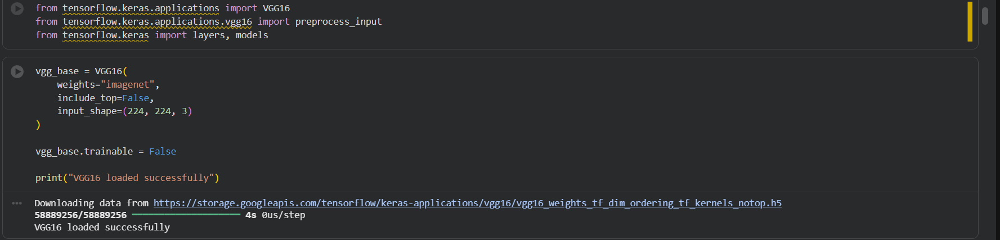 from tensorflow.keras.applications import VGG16
from tensorflow.keras.applications.vgg16 import preprocess_input
from tensorflow.keras import layers, models
vgg_base = VGG16(
    weights="imagenet",
    include_top=False,
    input_shape=(224, 224, 3)
)
vgg_base.trainable = False
print("VGG16 loaded successfully")
Downloading data from https://storage.googleapis.com/tensorflow/keras-applications/vgg16/vgg16_weights_tf_dim_ordering_tf_kernels_notop.h5
58889256/58889256 ━━━━━━━━━━━━━━━━━━━━ 4s 0us/step
VGG16 loaded successfully